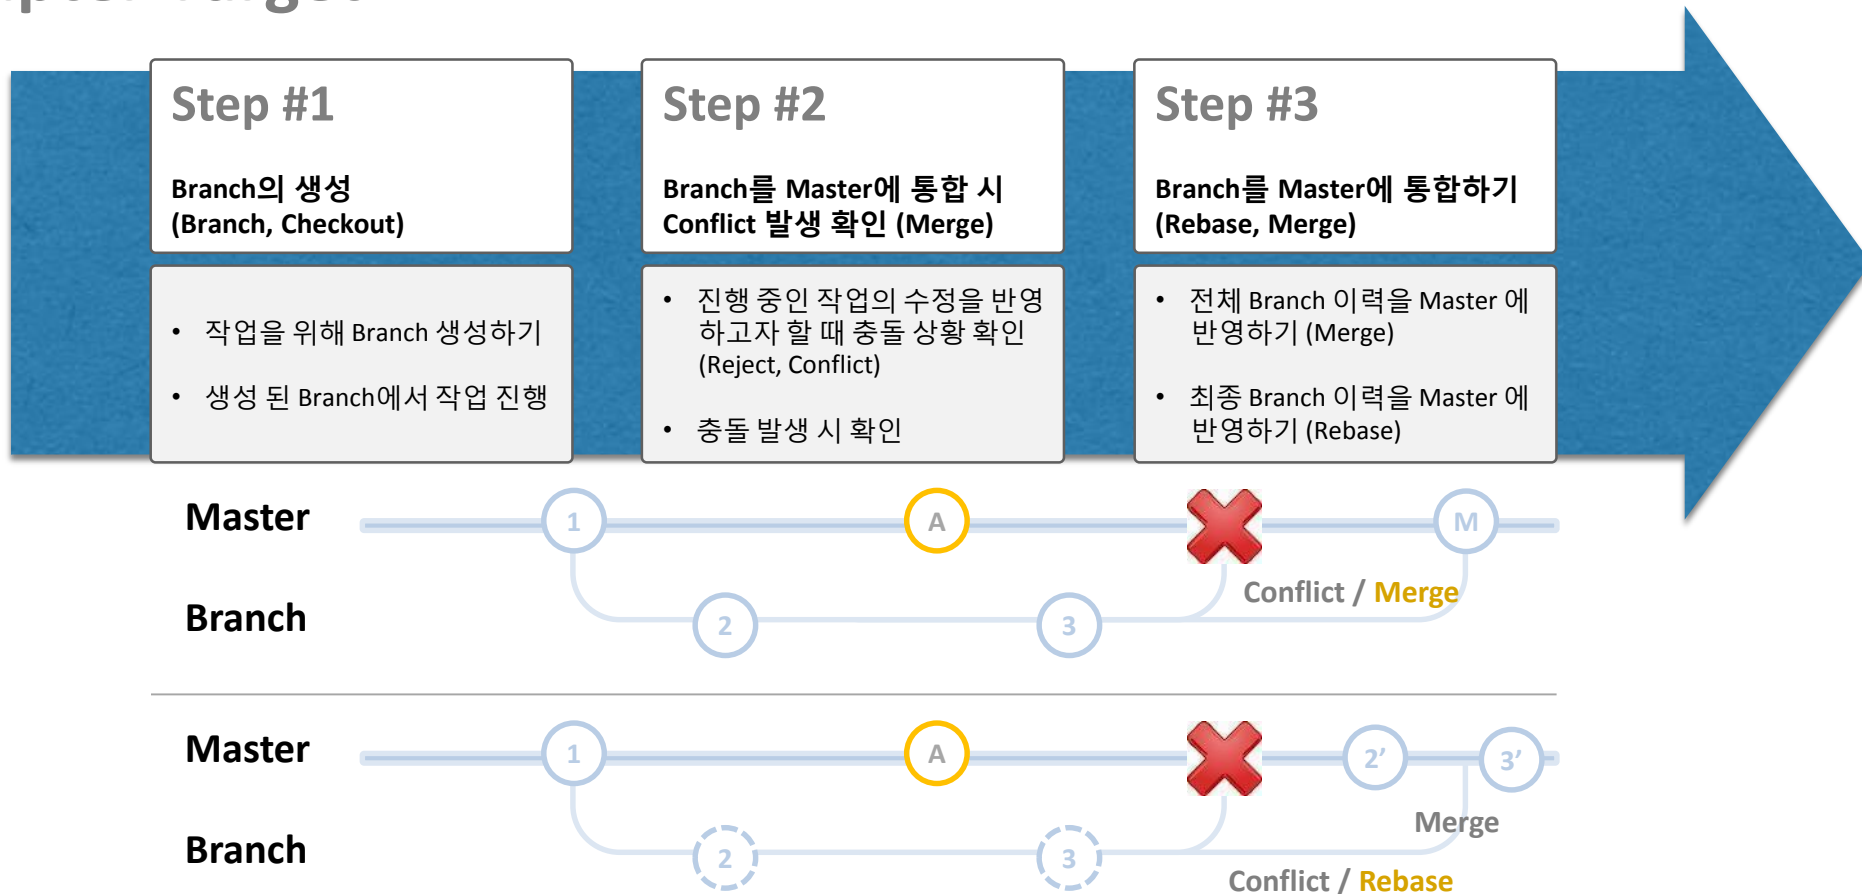 Step #1
Branch의 생성
(Branch, Checkout)
• 작업을 위해 Branch 생성하기
• 생성 된 Branch에서 작업 진행
Step #2
Branch를 Master에 통합 시
Conflict 발생 확인 (Merge)
• 진행 중인 작업의 수정을 반영
하고자 할 때 충돌 상황 확인
(Reject, Conflict)
• 충돌 발생 시 확인
Step #3
Branch를 Master에 통합하기
(Rebase, Merge)
• 전체 Branch 이력을 Master 에
반영하기 (Merge)
• 최종 Branch 이력을 Master 에
반영하기 (Rebase)
Master
1
A
M
Conflict / Merge
Branch
2
3
Master
1
A
2’
3’
Merge
Branch
2
3
Conflict / Rebase